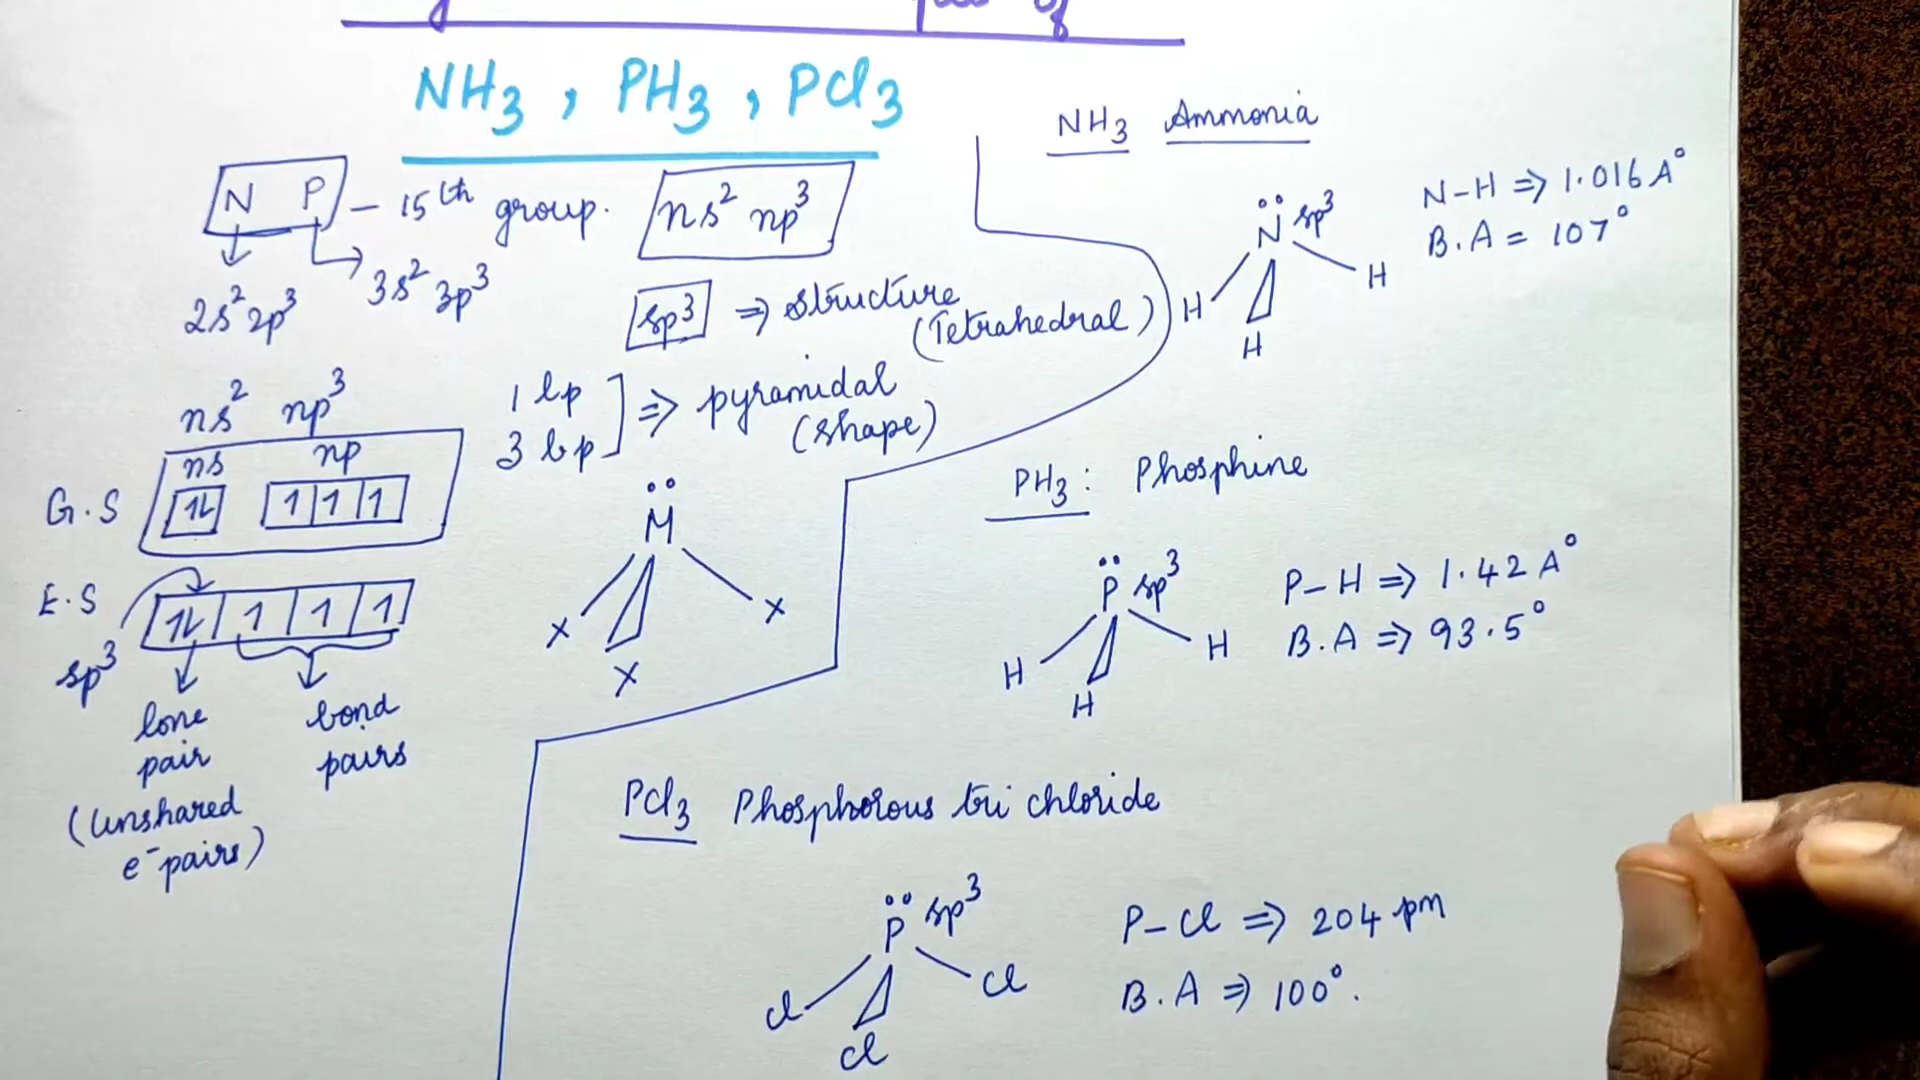 NH3, PH3, PCl3
N P – 15th group. ns² np³
2s² 2p³
3s² 3p³
sp³ ⇒ structure
(Tetrahedral)
ns² np³
1 lp
3 bp
⇒ pyramidal
(shape)
ns np
G.S 1L 1 1 1
E.S 1L 1 1 1
sp³
lone
pair
(unshared
e⁻pairs)
bond
pairs
M
X X
X
NH3 Ammonia
N sp³
H H
H
N-H ⇒ 1.016 A°
B.A = 107°
PH3: Phosphine
P sp³
H H
H
P-H ⇒ 1.42 A°
B.A ⇒ 93.5°
PCl3 Phosphorous tri chloride
P sp³
Cl Cl
Cl
P-Cl ⇒ 204 pm
B.A ⇒ 100°.